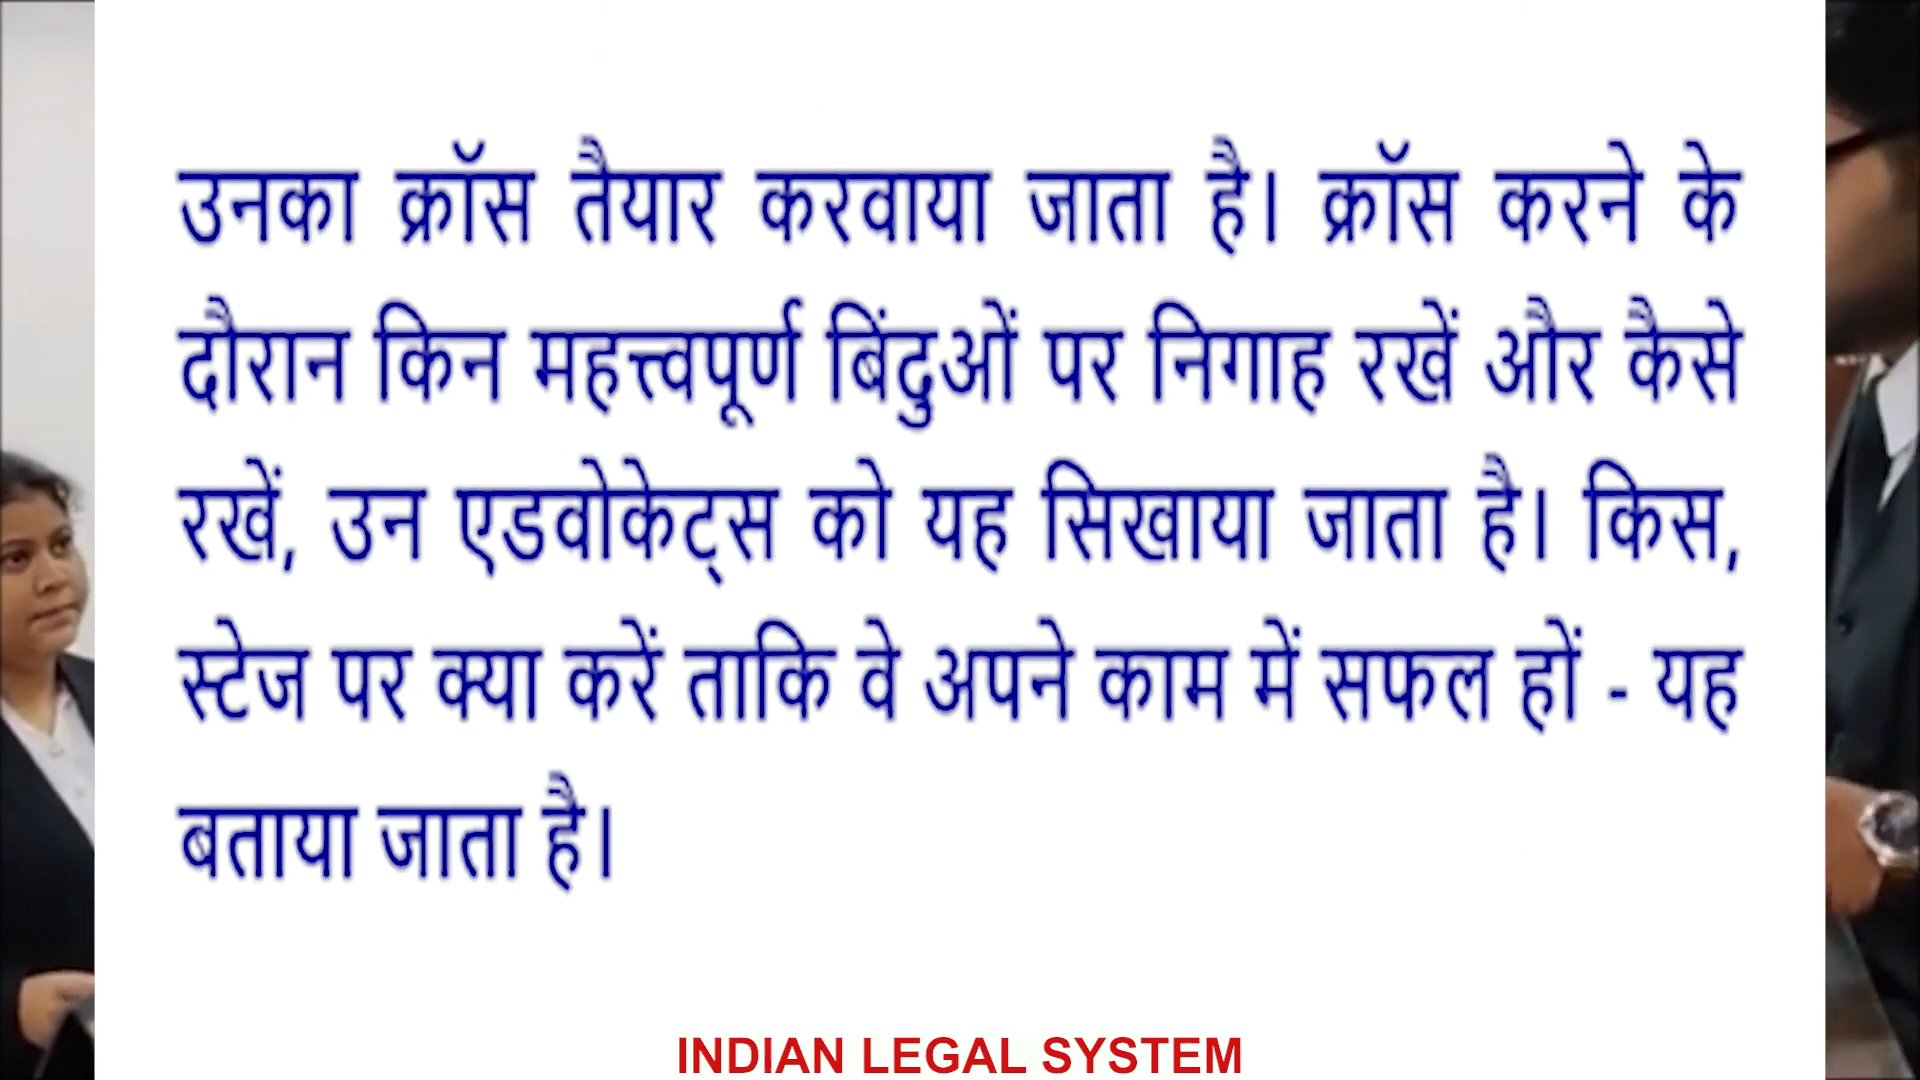 उनका क्रॉस तैयार करवाया जाता है। क्रॉस करने के
दौरान किन महत्त्वपूर्ण बिंदुओं पर निगाह रखें और कैसे
रखें, उन एडवोकेट्स को यह सिखाया जाता है। किस,
स्टेज पर क्या करें ताकि वे अपने काम में सफल हों - यह
बताया जाता है।
INDIAN LEGAL SYSTEM